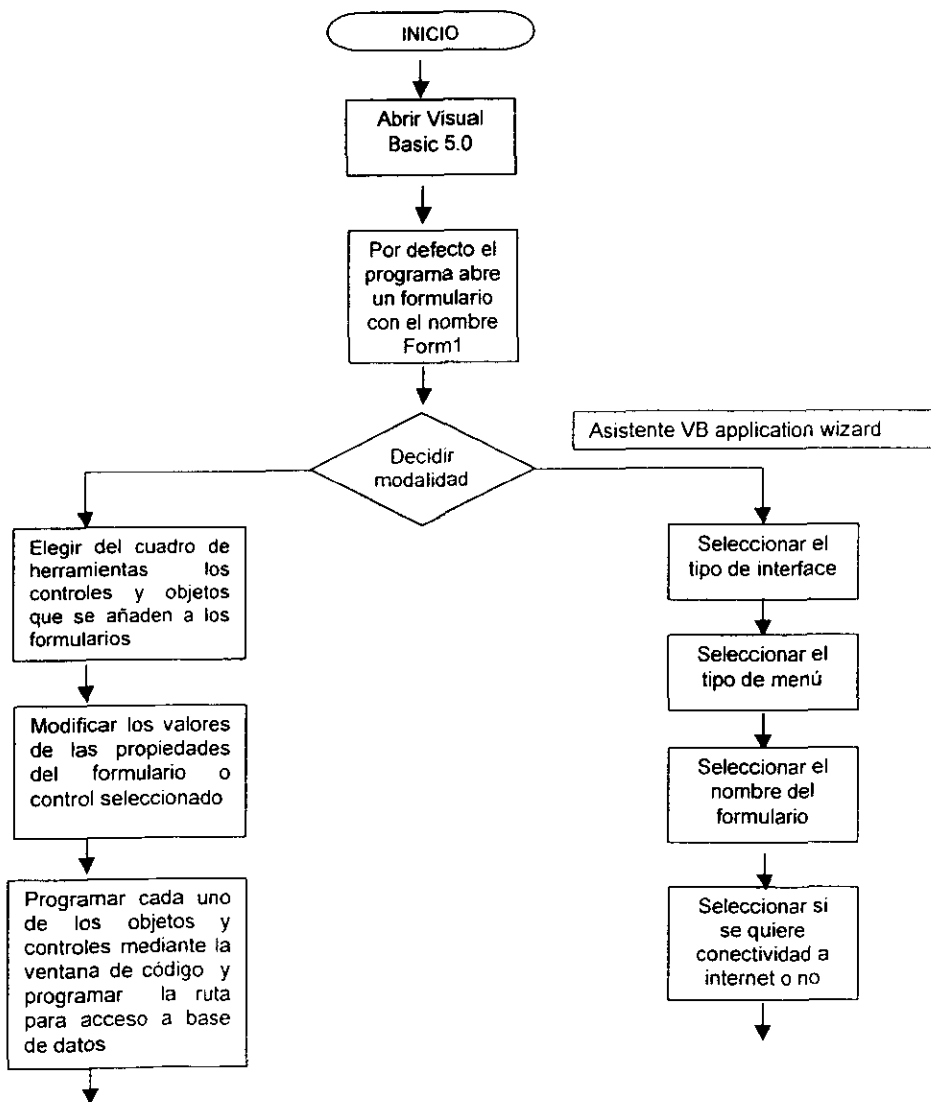 INICIO
Abrir Visual
Basic 5.0
Por defecto el
programa abre
un formulario
con el nombre
Form1
Decidir
modalidad
Asistente VB application wizard
Elegir del cuadro de
herramientas los
controles y objetos
que se añaden a los
formularios
Modificar los valores
de las propiedades
del formulario o
control seleccionado
Programar cada uno
de los objetos y
controles mediante la
ventana de código y
programar la ruta
para acceso a base
de datos
Seleccionar el
tipo de interface
Seleccionar el
tipo de menú
Seleccionar el
nombre del
formulario
Seleccionar si
se quiere
conectividad a
internet o no